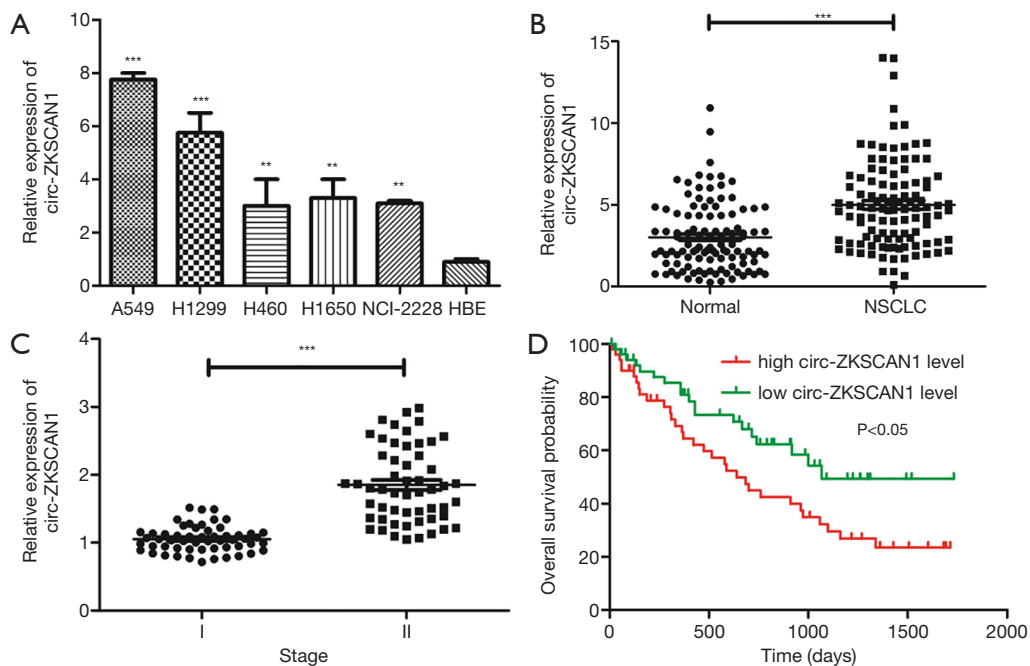 A
Relative expression of
circ-ZKSCAN1
10
8
6
4
2
0
***
***
**
**
**
A549 H1299 H460 H1650 NCI-2228 HBE
B
Relative expression of
circ-ZKSCAN1
15
10
5
0
***
Normal NSCLC
C
Relative expression of
circ-ZKSCAN1
4
3
2
1
0
***
I II
Stage
D
Overall survival probability
100
80
60
40
20
0
high circ-ZKSCAN1 level
low circ-ZKSCAN1 level
P<0.05
0 500 1000 1500 2000
Time (days)